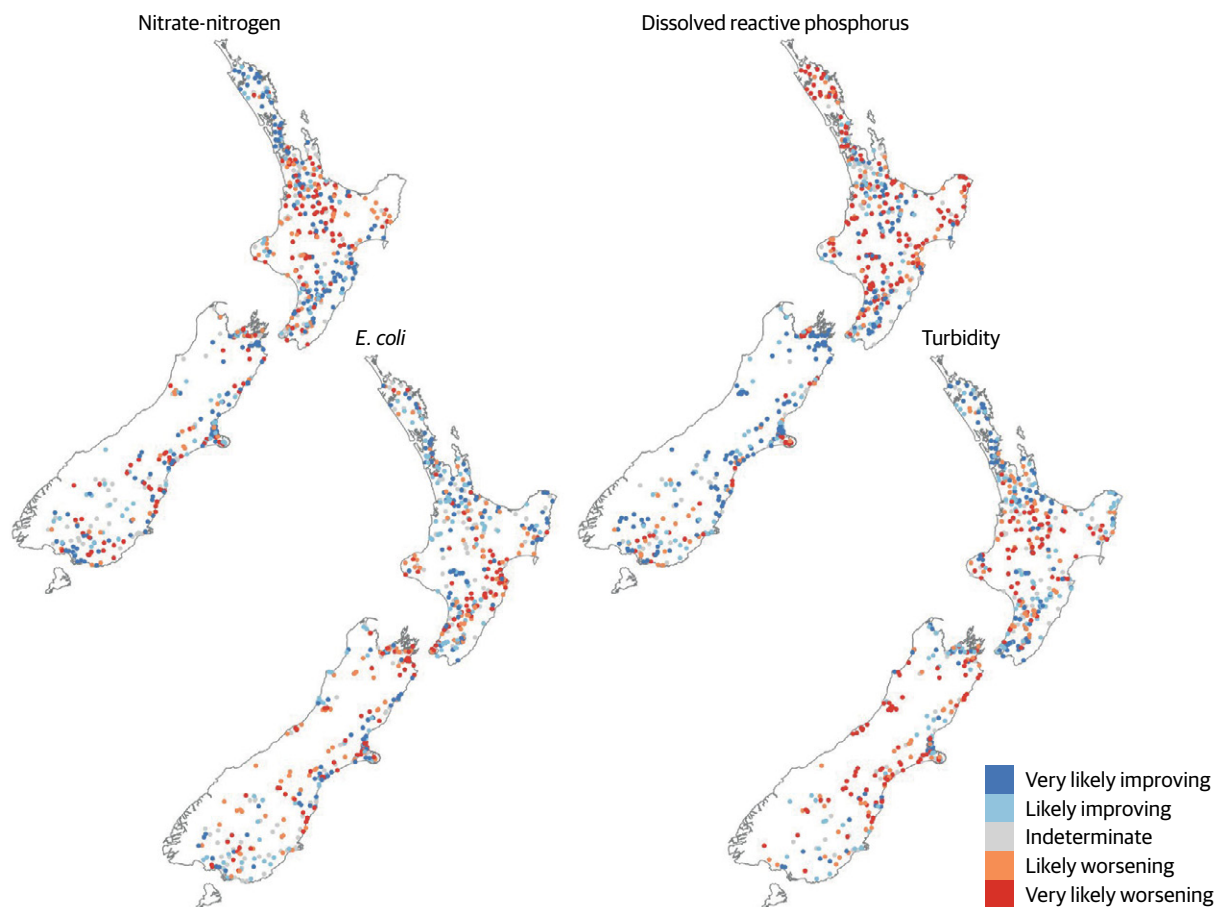 Nitrate-nitrogen
Dissolved reactive phosphorus
E. coli
Turbidity
Very likely improving
Likely improving
Indeterminate
Likely worsening
Very likely worsening